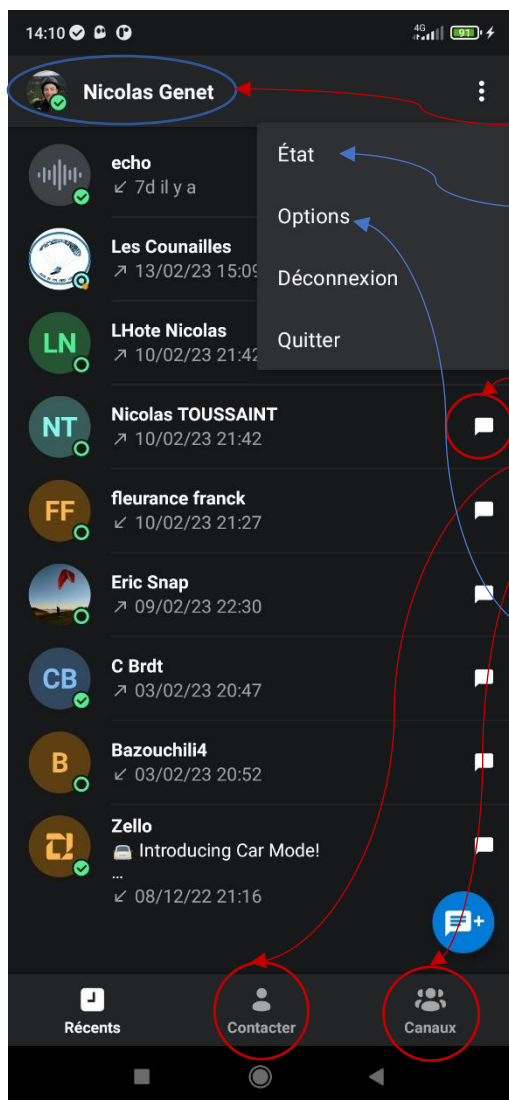 14:10 4G 91
Nicolas Genet
État
Options
Déconnexion
Quitter
echo
↙ 7d il y a
Les Counailles
↗ 13/02/23 15:09
LN
LHote Nicolas
↗ 10/02/23 21:42
NT
Nicolas TOUSSAINT
↗ 10/02/23 21:42
FF
fleurance franck
↙ 10/02/23 21:27
Eric Snap
↗ 09/02/23 22:30
CB
C Brdt
↗ 03/02/23 20:47
B
Bazouchili4
↙ 03/02/23 20:52
Zello
🚘 Introducing Car Mode!
...
↙ 08/12/22 21:16
Récents
Contacter
Canaux